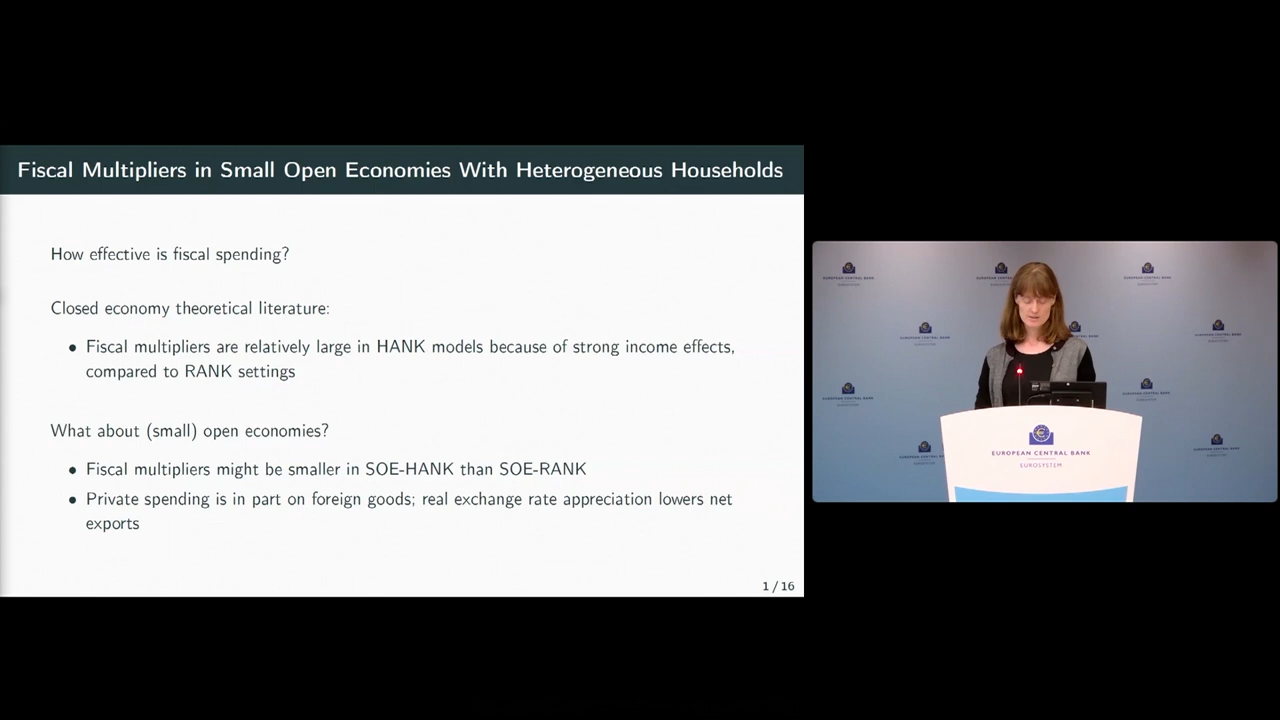 Fiscal Multipliers in Small Open Economies With Heterogeneous Households
How effective is fiscal spending?
Closed economy theoretical literature:
• Fiscal multipliers are relatively large in HANK models because of strong income effects,
compared to RANK settings
What about (small) open economies?
• Fiscal multipliers might be smaller in SOE-HANK than SOE-RANK
• Private spending is in part on foreign goods; real exchange rate appreciation lowers net
exports
1 / 16
EUROPEAN CENTRAL BANK
EUROSYSTEM